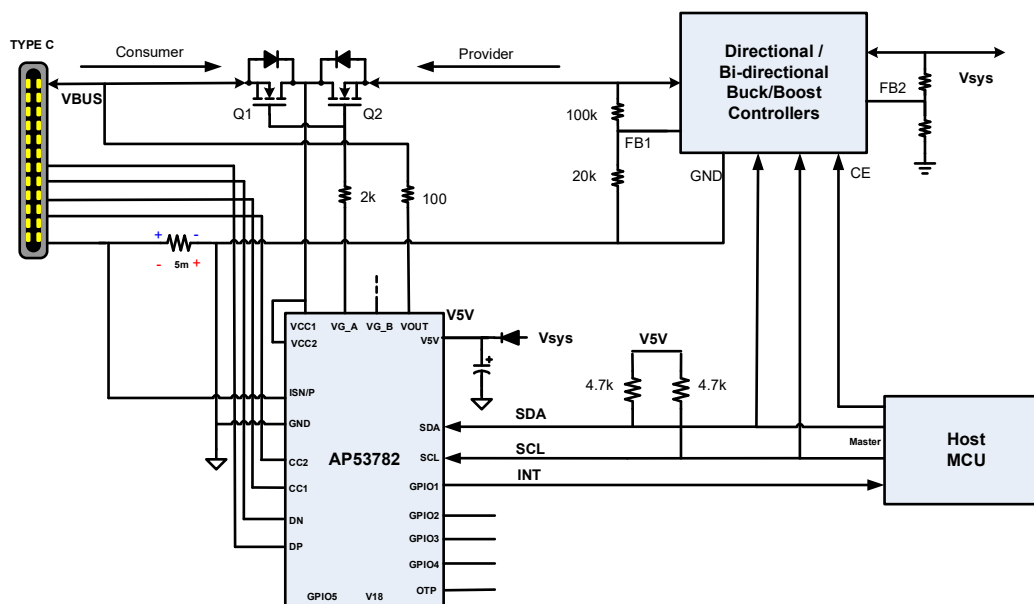 TYPE C
Consumer
Provider
Directional /
Bi-directional
Buck/Boost
Controllers
VBUS
Q1
Q2
Vsys
FB2
100k
FB1
20k
GND
CE
2k
100
+ -
- +
5m
VCC1
VG_A
VG_B
VOUT
V5V
VCC2
V5V
Vsys
V5V
4.7k
4.7k
ISN/P
GND
SDA
SDA
Master
Host
MCU
AP53782
CC2
SCL
SCL
CC1
GPIO1
INT
DN
GPIO2
DP
GPIO3
GPIO4
OTP
GPIO5
V18
+